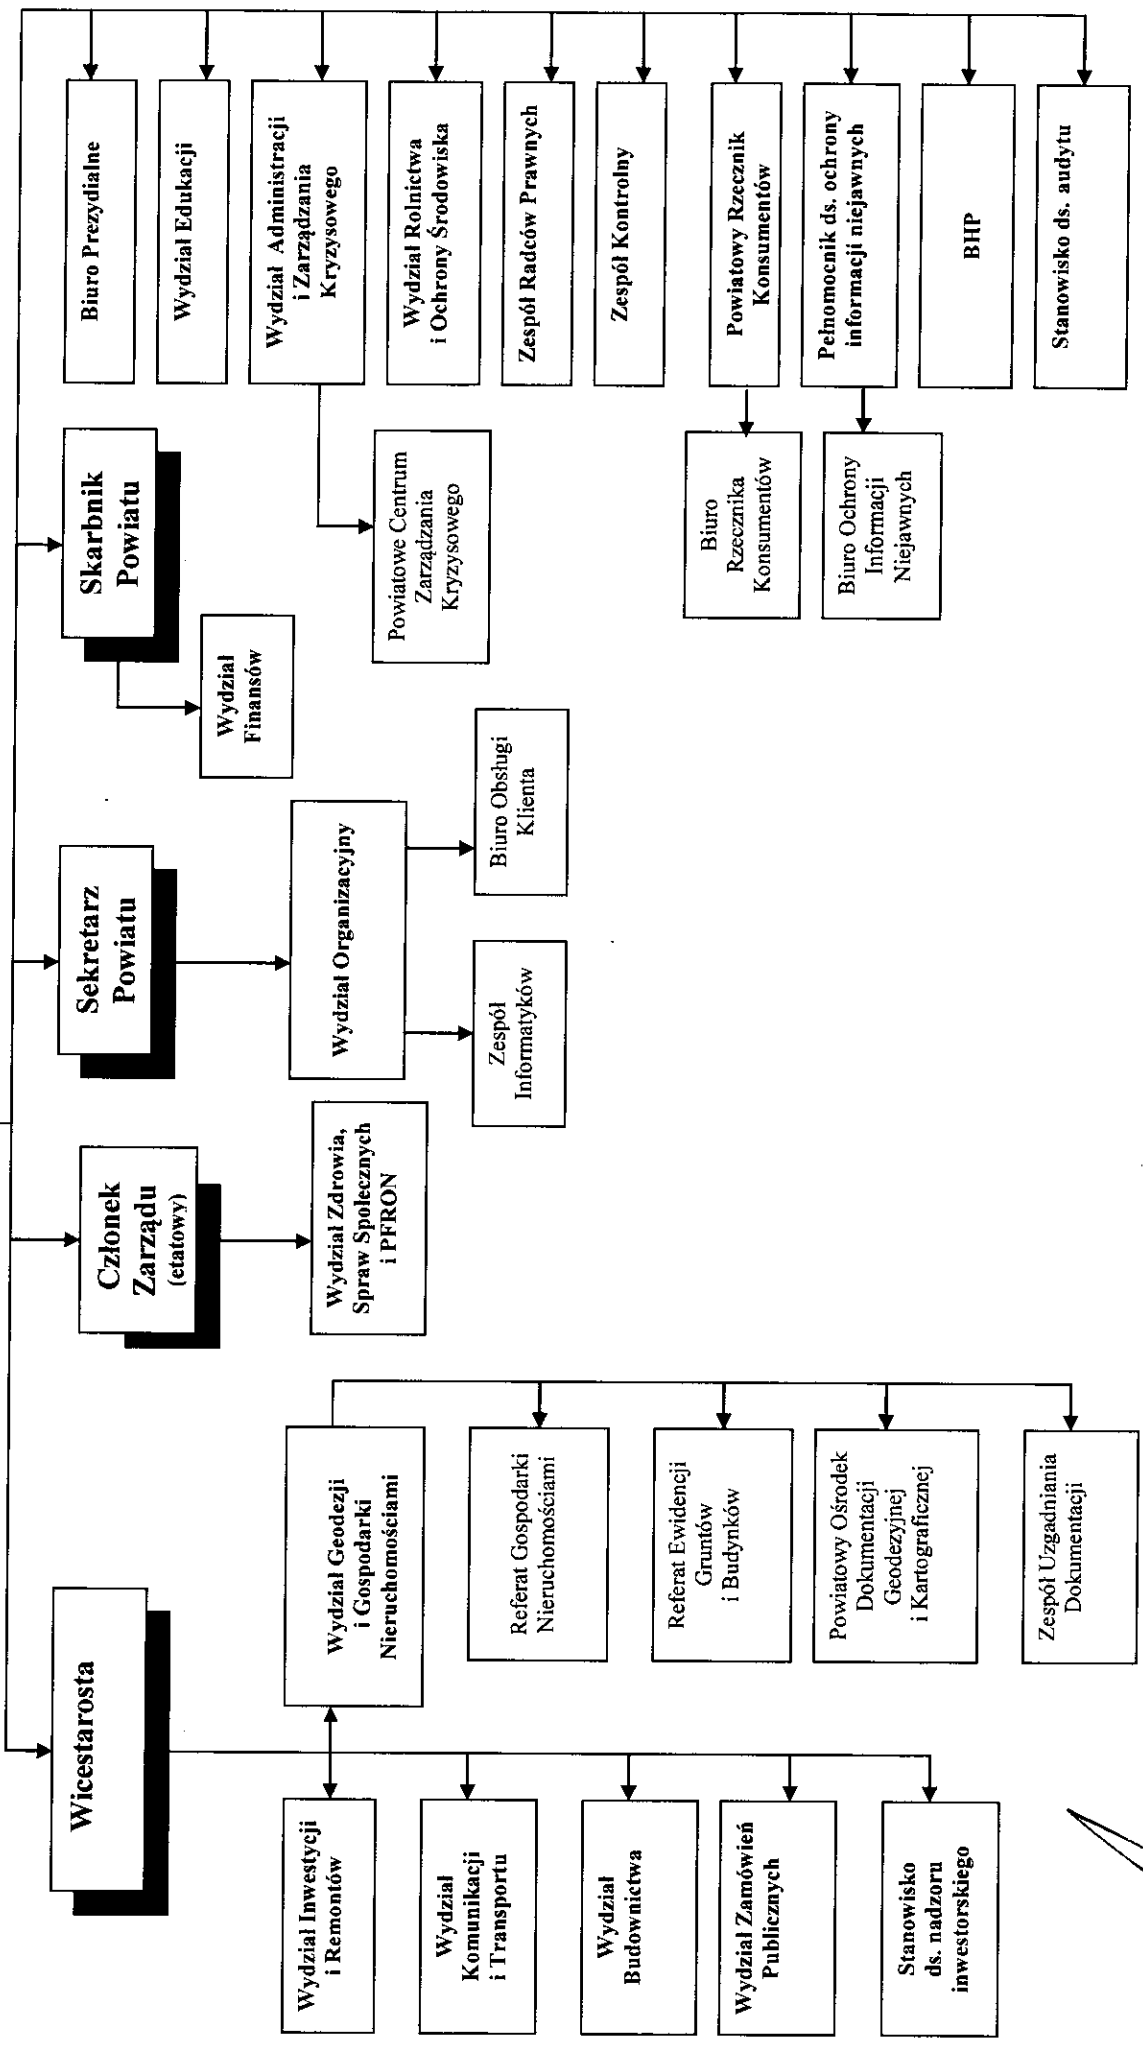 Wicestarosta
Członek
Zarządu
(etatowy)
Sekretarz
Powiatu
Skarbnik
Powiatu
Wydział Inwestycji
i Remontów
Wydział
Komunikacji
i Transportu
Wydział
Budownictwa
Wydział Zamówień
Publicznych
Stanowisko
ds. nadzoru
inwestorskiego
Wydział Geodezji
i Gospodarki
Nieruchomościami
Referat Gospodarki
Nieruchomościami
Referat Ewidencji
Gruntów
i Budynków
Powiatowy Ośrodek
Dokumentacji
Geodezyjnej
i Kartograficznej
Zespół Uzgadniania
Dokumentacji
Wydział Zdrowia,
Spraw Społecznych
i PFRON
Wydział Organizacyjny
Zespół
Informatyków
Biuro Obsługi
Klienta
Wydział
Finansów
Biuro Prezydialne
Wydział Edukacji
Wydział Administracji
i Zarządzania
Kryzysowego
Powiatowe Centrum
Zarządzania
Kryzysowego
Wydział Rolnictwa
i Ochrony Środowiska
Zespół Radców Prawnych
Zespół Kontrolny
Powiatowy Rzecznik
Konsumentów
Biuro
Rzecznika
Konsumentów
Pełnomocnik ds. ochrony
informacji niejawnych
Biuro Ochrony
Informacji
Niejawnych
BHP
Stanowisko ds. audytu